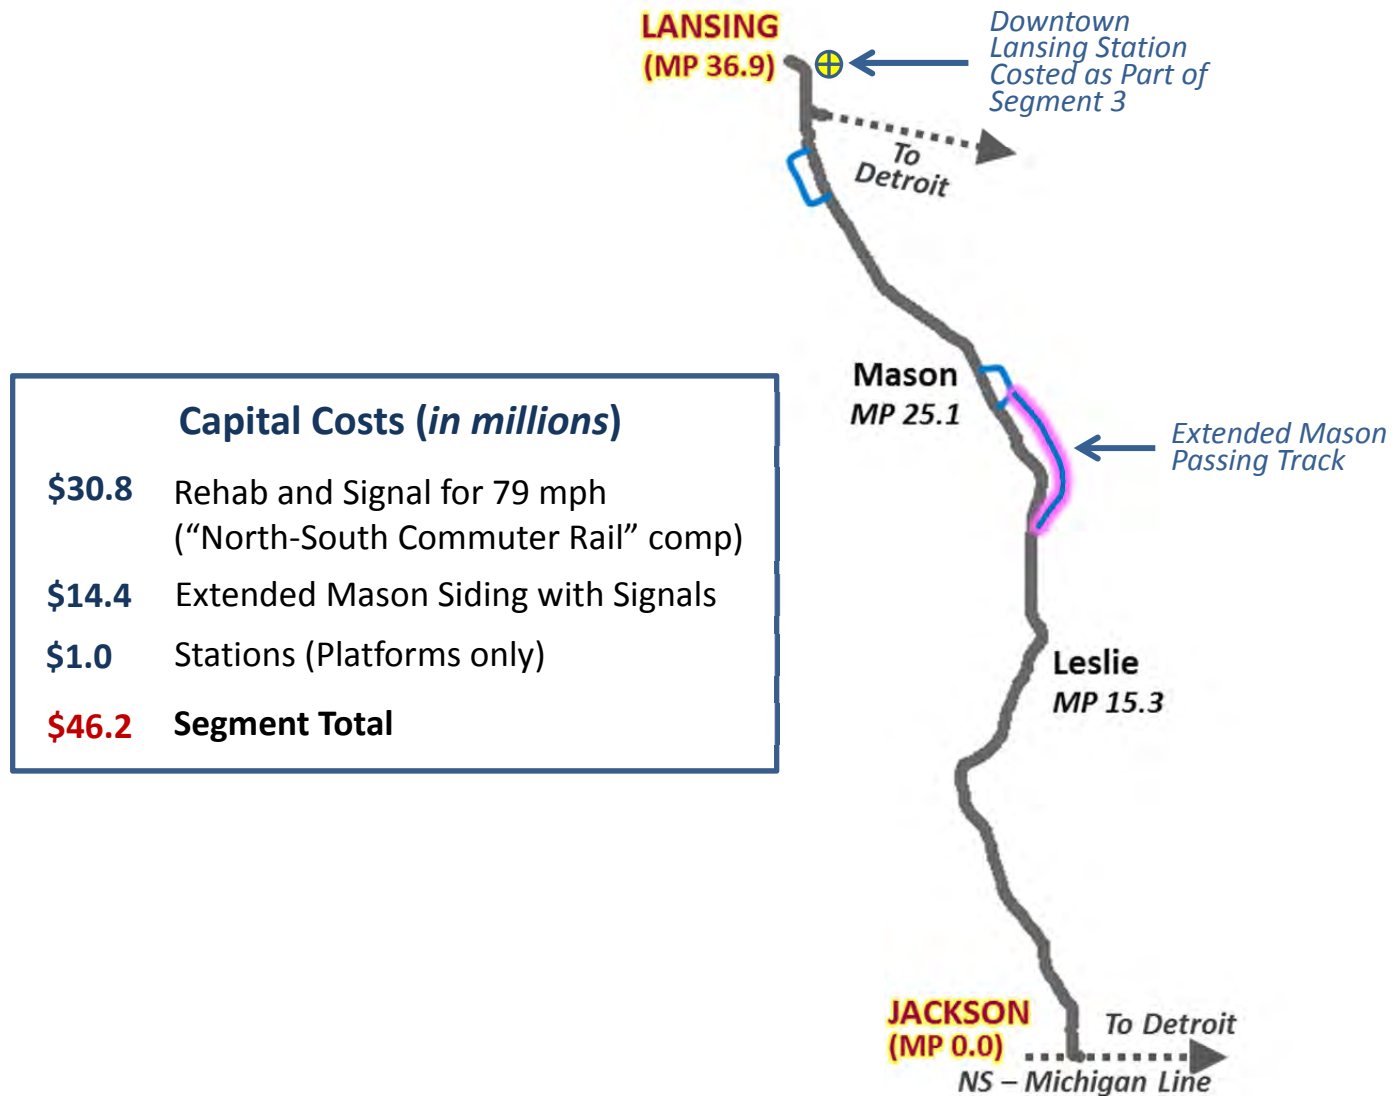 LANSING
(MP 36.9)
Downtown
Lansing Station
Costed as Part of
Segment 3
To
Detroit
Mason
MP 25.1
Extended Mason
Passing Track
Capital Costs (in millions)
$30.8 Rehab and Signal for 79 mph
(“North-South Commuter Rail” comp)
$14.4 Extended Mason Siding with Signals
$1.0 Stations (Platforms only)
$46.2 Segment Total
Leslie
MP 15.3
JACKSON
(MP 0.0)
To Detroit
NS – Michigan Line